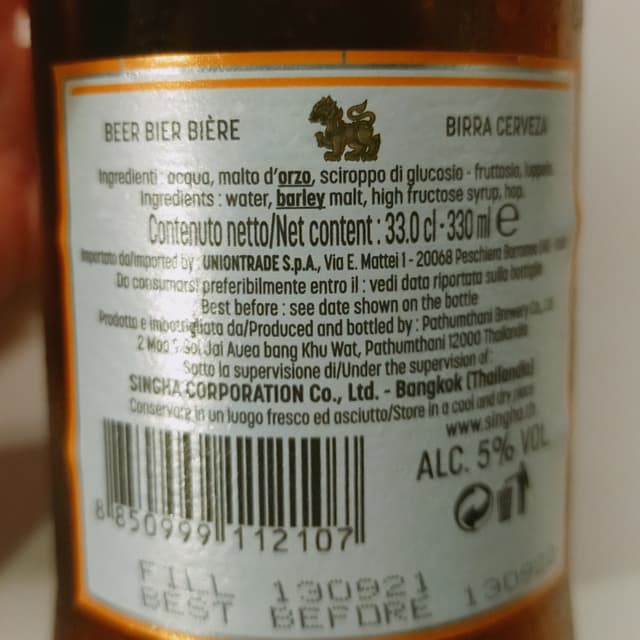 BEER BIER BIÈRE
BIRRA CERVEZA
Ingredienti : acqua, malto d'orzo, sciroppo di glucosio - fruttosio, luppolo.
Ingredients : water, barley malt, high fructose syrup, hop.
Contenuto netto/Net content : 33.0 cl - 330 ml e
Importato da/Imported by : UNIONTRADE S.p.A., Via E. Mattei 1 - 20068 Peschiera Borromeo
Da consumarsi preferibilmente entro il : vedi data riportata sulla bottiglia
Best before : see date shown on the bottle
Prodotto e imbottigliato da/Produced and bottled by : Pathumthani Brewery Co., Ltd.
2 Moo Soi Jai Auea bang Khu Wat, Pathumthani 12000 Thailandia
Sotto la supervisione di/Under the supervision of :
SINGHA CORPORATION Co., Ltd. - Bangkok (Thailandia)
Conservare in un luogo fresco ed asciutto/Store in a cool and dry place
www.singha.ch
ALC. 5% VOL.
8 850999 112107
FILL 130921
BEST BEFORE 130922